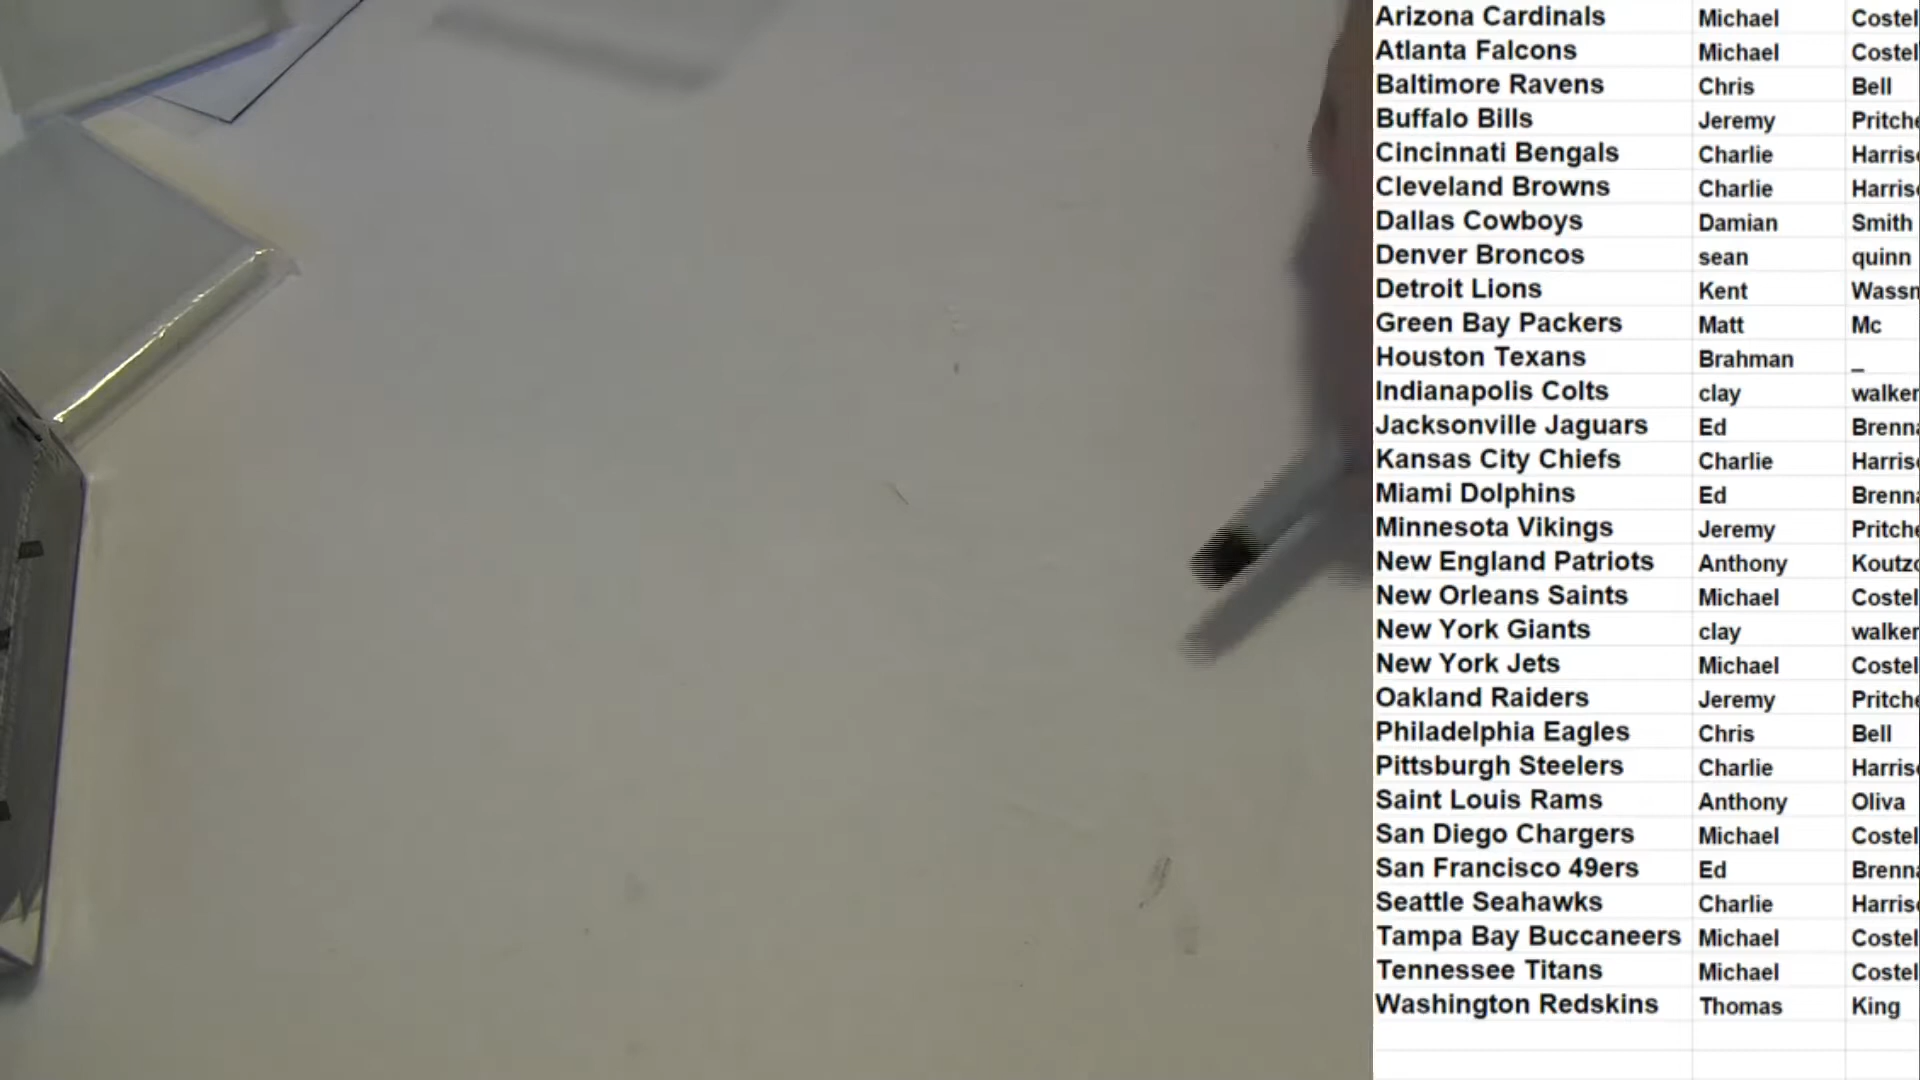 Arizona Cardinals Michael Costel
Atlanta Falcons Michael Costel
Baltimore Ravens Chris Bell
Buffalo Bills Jeremy Pritche
Cincinnati Bengals Charlie Harris
Cleveland Browns Charlie Harris
Dallas Cowboys Damian Smith
Denver Broncos sean quinn
Detroit Lions Kent Wassm
Green Bay Packers Matt Mc
Houston Texans Brahman _
Indianapolis Colts clay walker
Jacksonville Jaguars Ed Brenna
Kansas City Chiefs Charlie Harris
Miami Dolphins Ed Brenna
Minnesota Vikings Jeremy Pritche
New England Patriots Anthony Koutzo
New Orleans Saints Michael Costel
New York Giants clay walker
New York Jets Michael Costel
Oakland Raiders Jeremy Pritche
Philadelphia Eagles Chris Bell
Pittsburgh Steelers Charlie Harris
Saint Louis Rams Anthony Oliva
San Diego Chargers Michael Costel
San Francisco 49ers Ed Brenna
Seattle Seahawks Charlie Harris
Tampa Bay Buccaneers Michael Costel
Tennessee Titans Michael Costel
Washington Redskins Thomas King